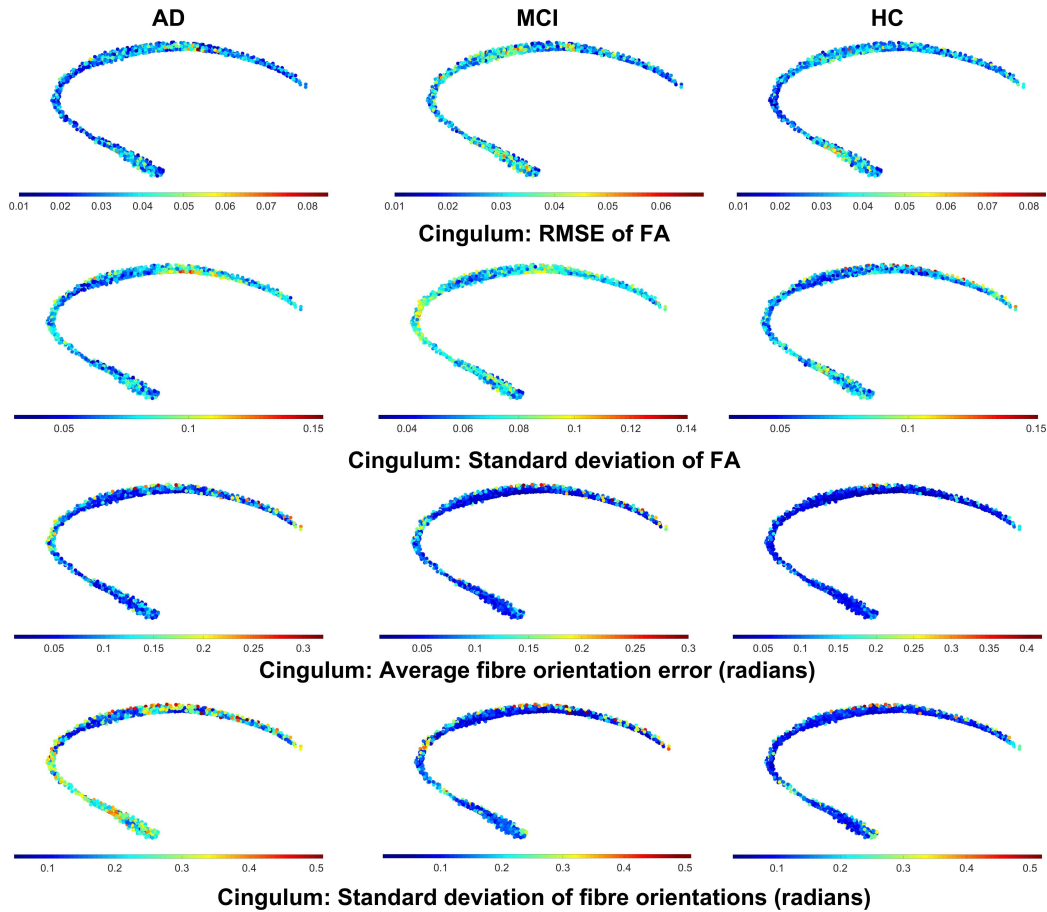 AD MCI HC
0.01 0.02 0.03 0.04 0.05 0.06 0.07 0.08 0.01 0.02 0.03 0.04 0.05 0.06 0.01 0.02 0.03 0.04 0.05 0.06 0.07 0.08
Cingulum: RMSE of FA
0.05 0.1 0.15 0.04 0.06 0.08 0.1 0.12 0.14 0.05 0.1 0.15
Cingulum: Standard deviation of FA
0.05 0.1 0.15 0.2 0.25 0.3 0.05 0.1 0.15 0.2 0.25 0.3 0.05 0.1 0.15 0.2 0.25 0.3 0.35 0.4
Cingulum: Average fibre orientation error (radians)
0.1 0.2 0.3 0.4 0.5 0.1 0.2 0.3 0.4 0.5 0.1 0.2 0.3 0.4 0.5
Cingulum: Standard deviation of fibre orientations (radians)